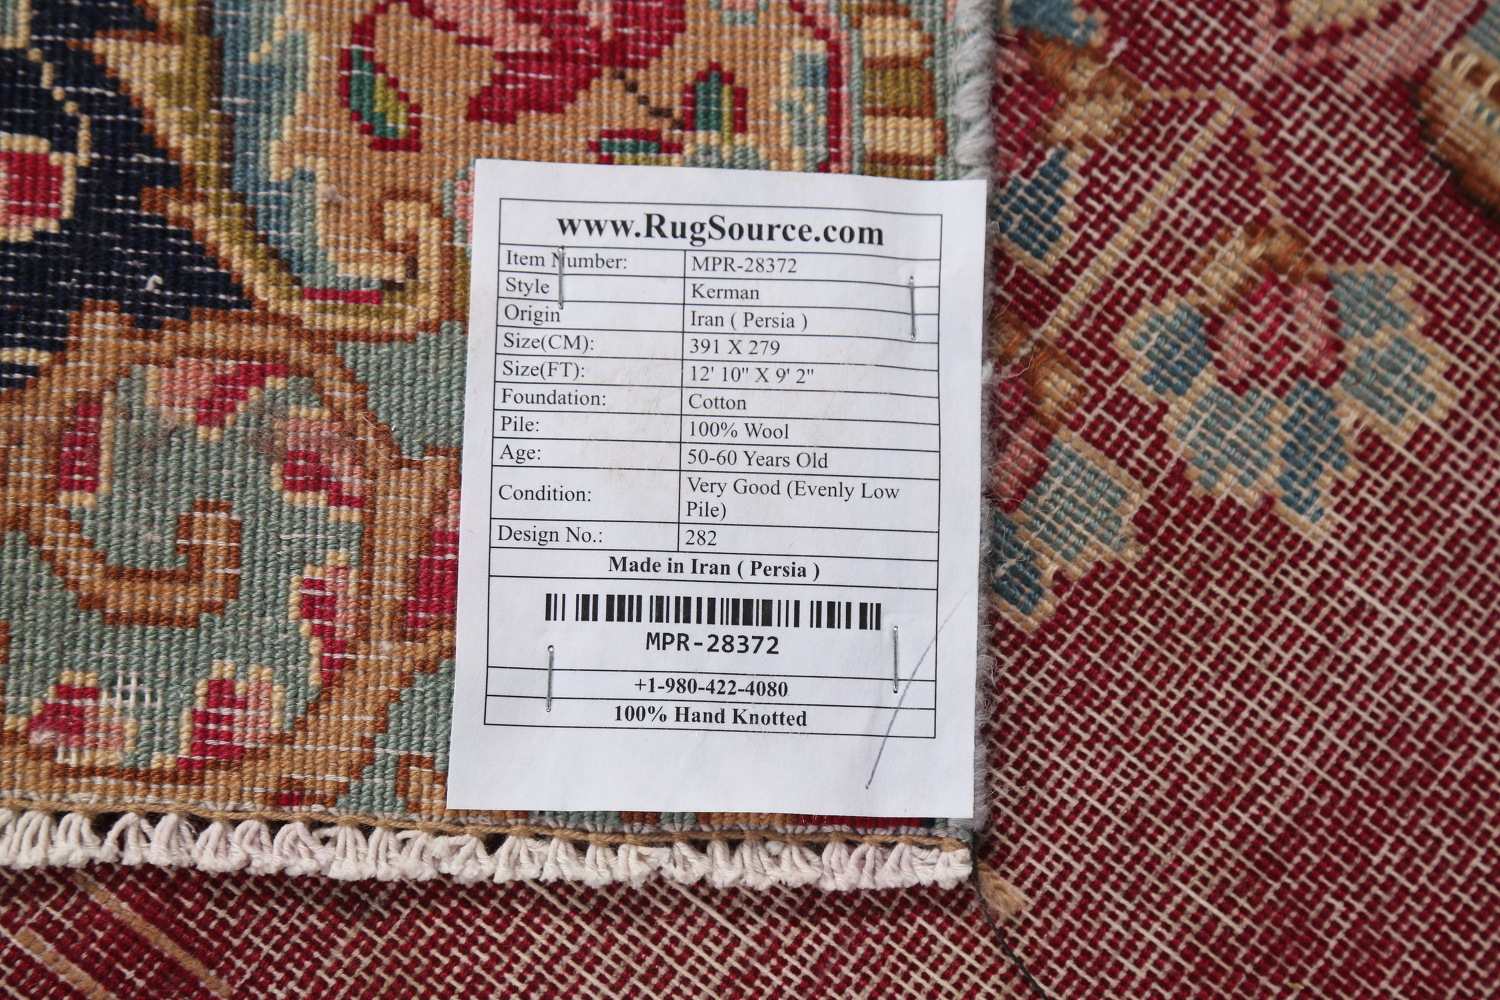 www.RugSource.com
Item Number: MPR-28372
Style Kerman
Origin Iran ( Persia )
Size(CM): 391 X 279
Size(FT): 12' 10" X 9' 2"
Foundation: Cotton
Pile: 100% Wool
Age: 50-60 Years Old
Condition: Very Good (Evenly Low
Pile)
Design No.: 282
Made in Iran ( Persia )
MPR-28372
+1-980-422-4080
100% Hand Knotted